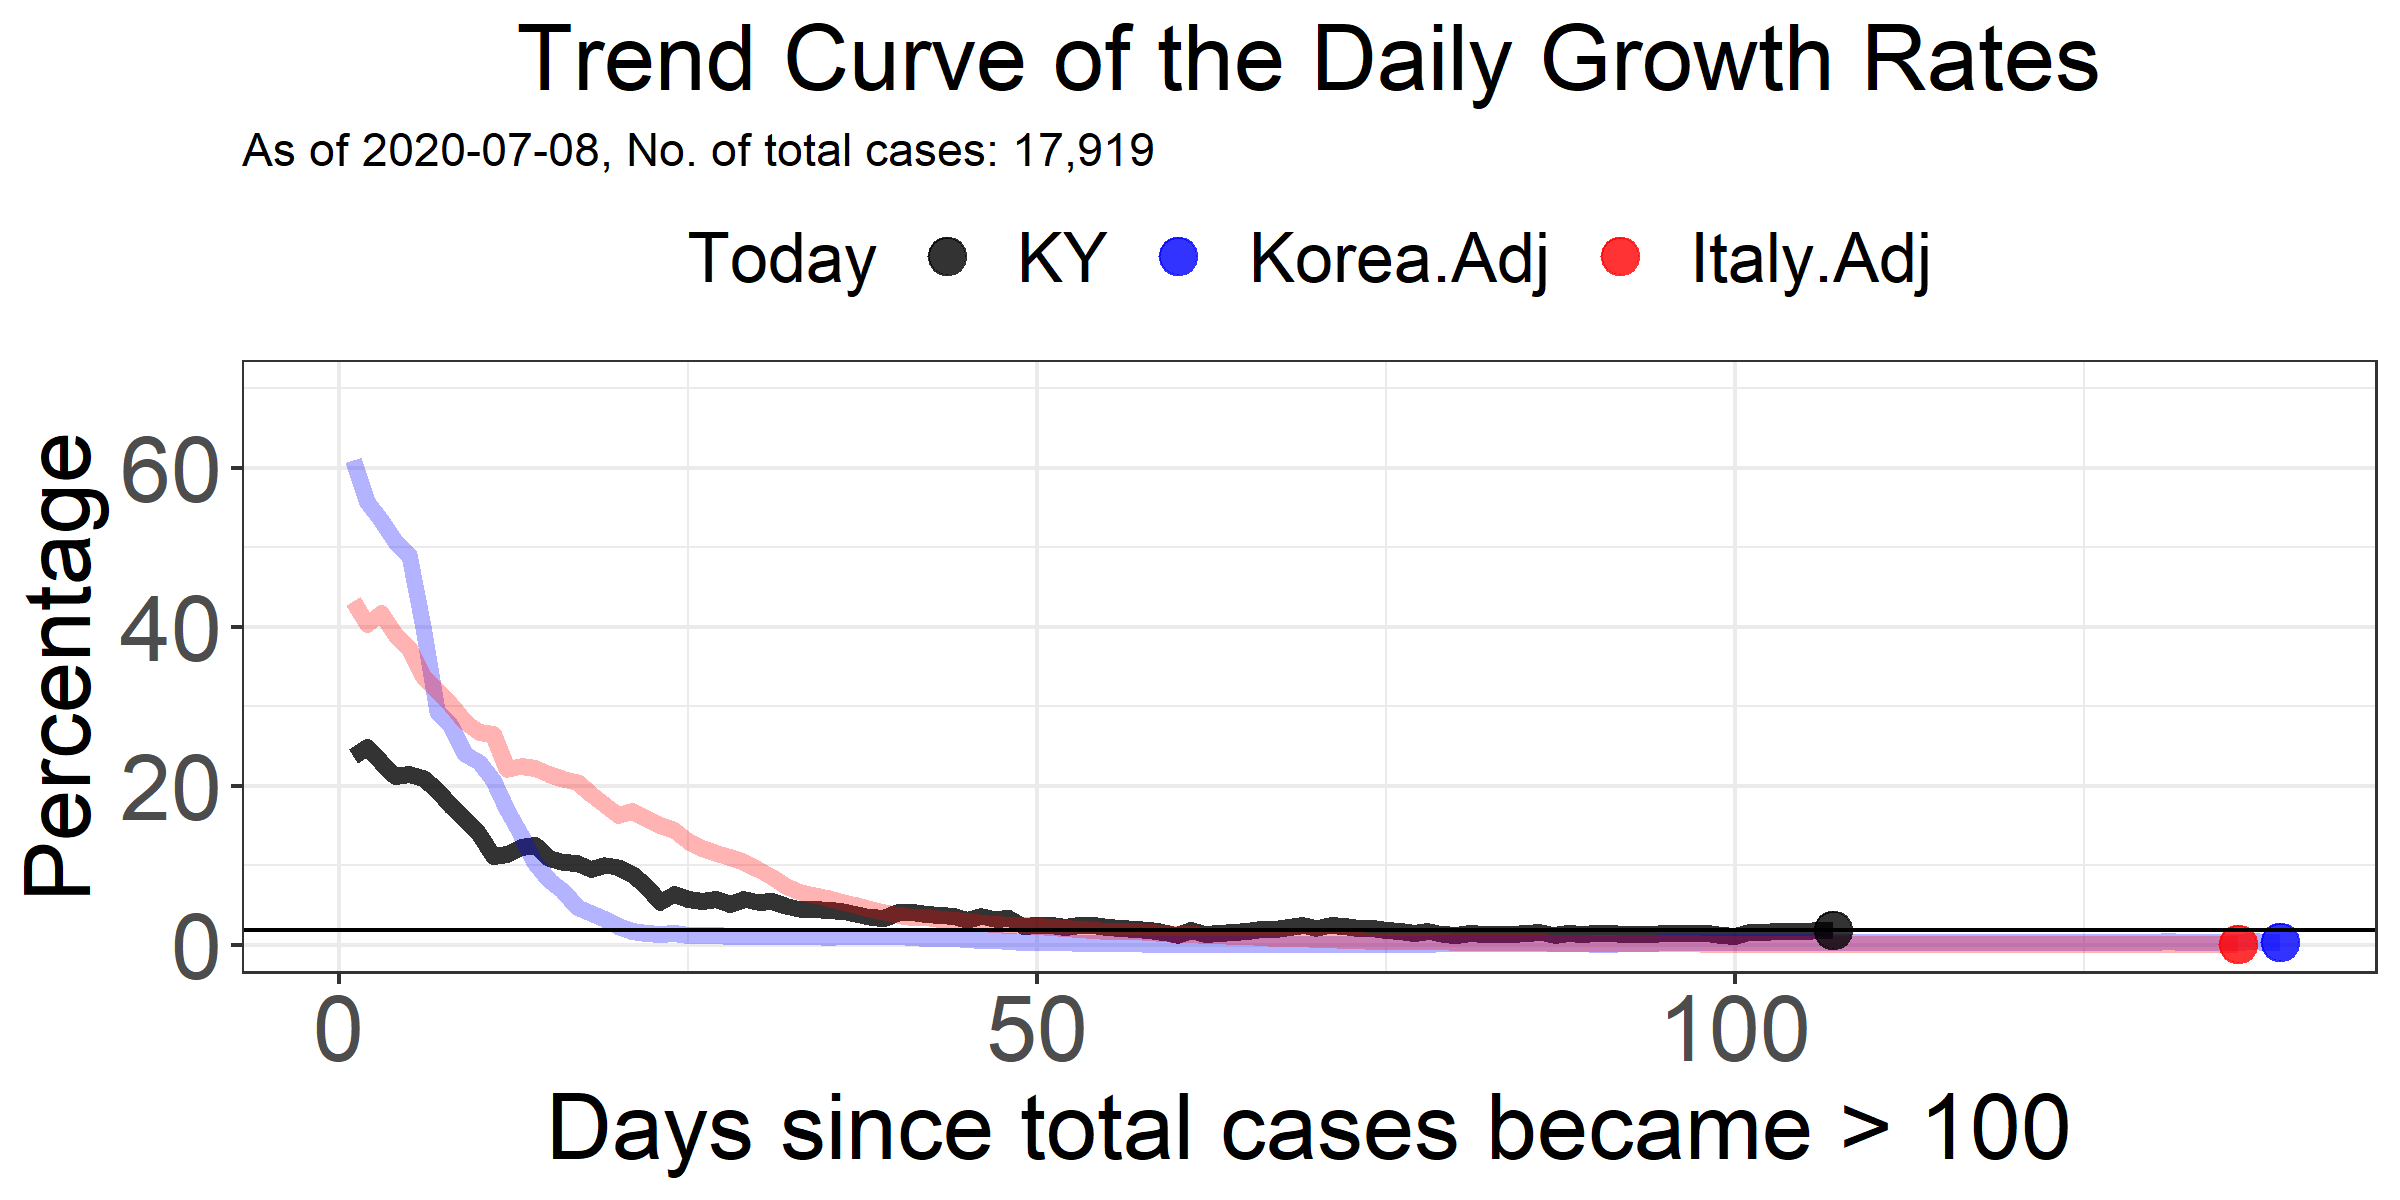 Trend Curve of the Daily Growth Rates
As of 2020-07-08, No. of total cases: 17,919
Today KY Korea.Adj Italy.Adj
Percentage
60
40
20
0
0 50 100
Days since total cases became > 100